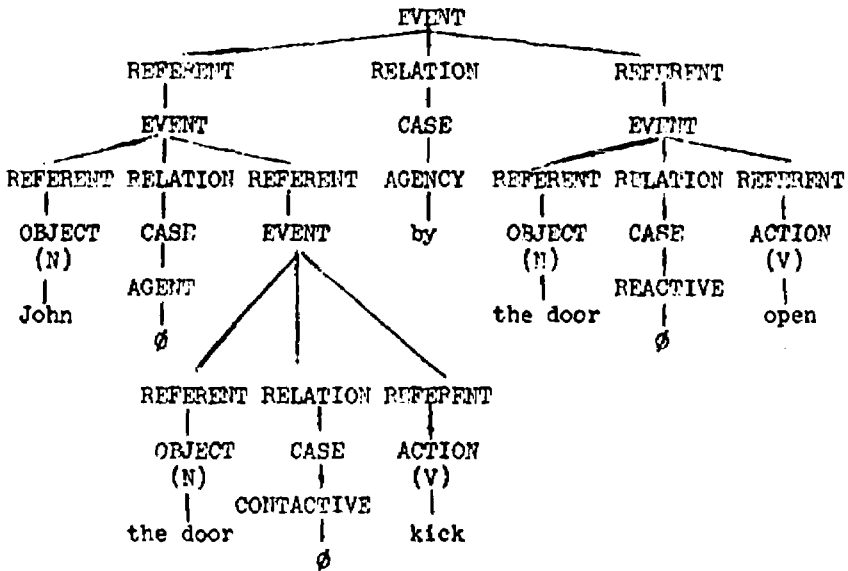 EVENT
REFERENT RELATION REFERENT
EVENT CASE EVENT
REFERENT RELATION REFERENT AGENCY REFERENT RELATION REFERENT
OBJECT CASE EVENT by OBJECT CASE ACTION
(N) (N) (V)
AGENT REACTIVE
John the door open
ø ø
REFERENT RELATION REFERENT
OBJECT CASE ACTION
(N) (V)
CONTACTIVE
the door kick
ø